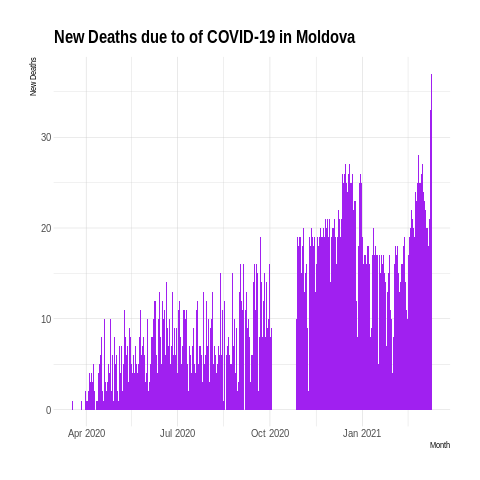 New Deaths due to of COVID-19 in Moldova
New Deaths
30
20
10
0
Apr 2020 Jul 2020 Oct 2020 Jan 2021
Month